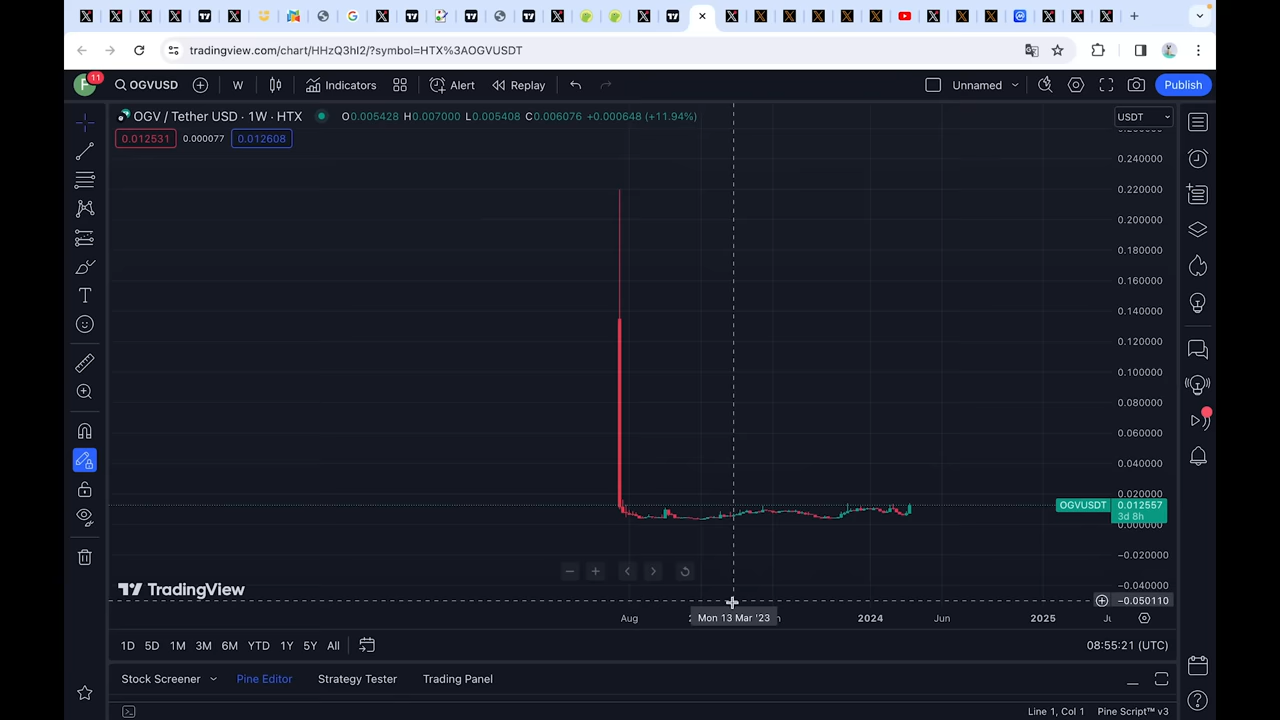 tradingview.com/chart/HHzQ3hI2/?symbol=HTX%3AOGVUSDT
F 11 OGVUSD W Indicators Alert Replay Unnamed Publish
OGV / Tether USD · 1W · HTX O0.005428 H0.007000 L0.005408 C0.006076 +0.000648 (+11.94%) USDT
0.012531 0.000077 0.012608
0.240000
0.220000
0.200000
0.180000
0.160000
0.140000
0.120000
0.100000
0.080000
0.060000
0.040000
0.020000
OGVUSDT 0.012557
3d 8h
0.000000
−0.020000
−0.040000
TradingView
−0.050110
Aug Mon 13 Mar '23 2024 Jun 2025
1D 5D 1M 3M 6M YTD 1Y 5Y All 08:55:21 (UTC)
Stock Screener Pine Editor Strategy Tester Trading Panel
Line 1, Col 1 Pine Script™ v3